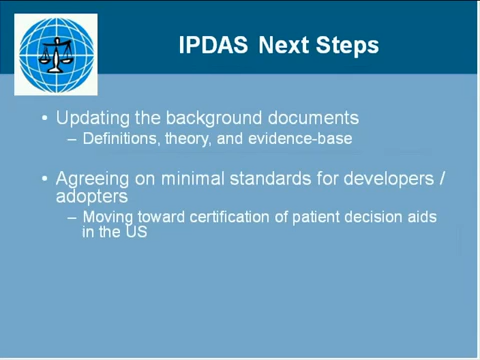 IPDAS Next Steps
• Updating the background documents
– Definitions, theory, and evidence-base
• Agreeing on minimal standards for developers /
adopters
– Moving toward certification of patient decision aids
in the US